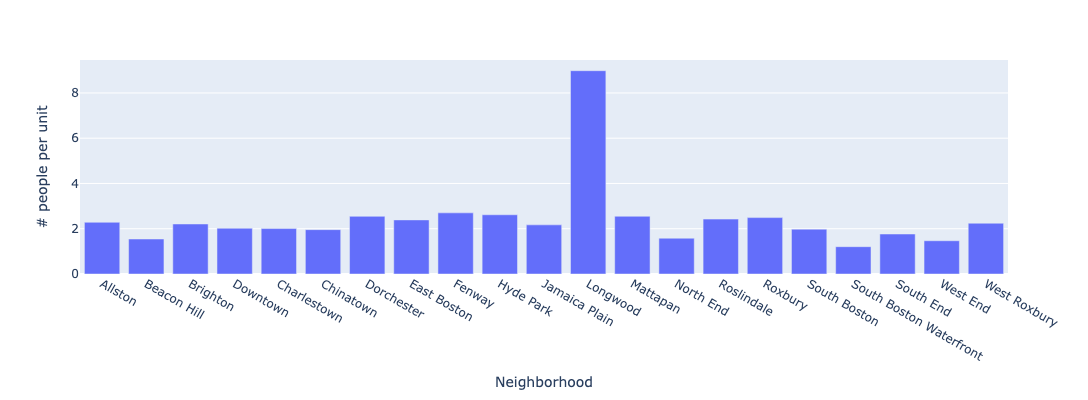 # people per unit
8
6
4
2
0
Allston
Beacon Hill
Brighton
Downtown
Charlestown
Chinatown
Dorchester
East Boston
Fenway
Hyde Park
Jamaica Plain
Longwood
Mattapan
North End
Roslindale
Roxbury
South Boston
South Boston Waterfront
South End
West End
West Roxbury
Neighborhood